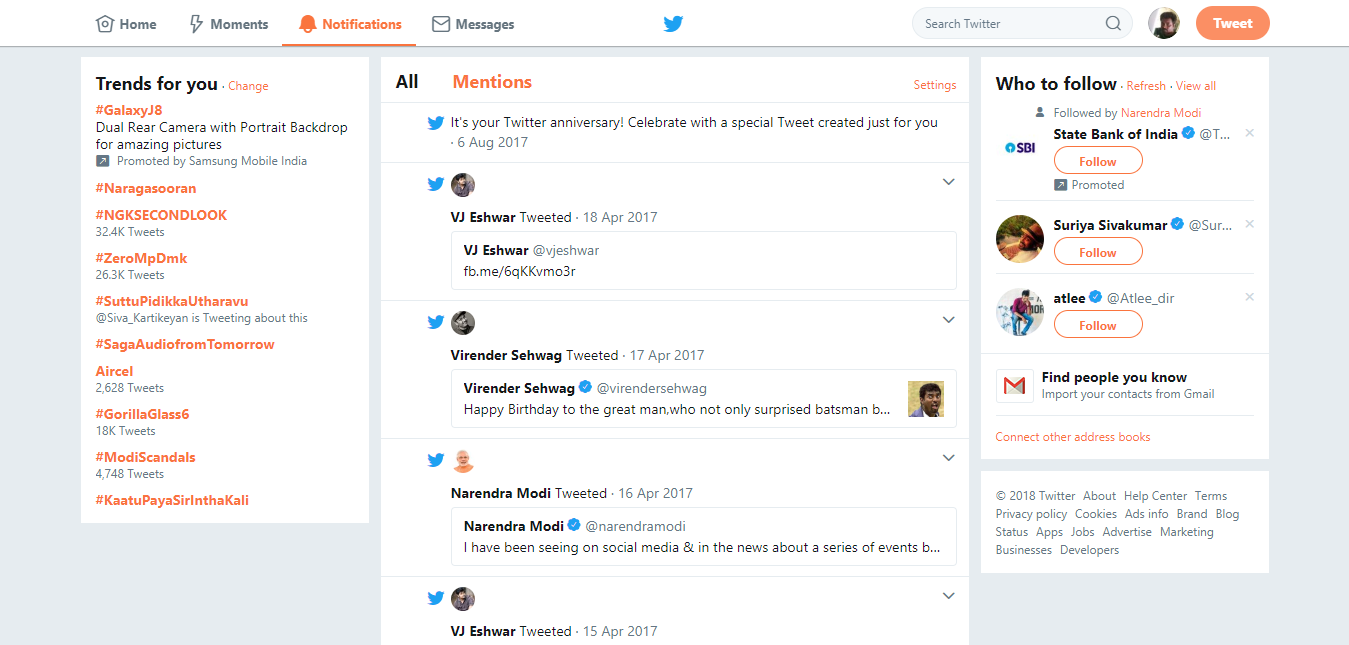 Home Moments Notifications Messages Search Twitter Tweet
Trends for you · Change
#GalaxyJ8
Dual Rear Camera with Portrait Backdrop
for amazing pictures
Promoted by Samsung Mobile India
#Naragasooran
#NGKSECONDLOOK
32.4K Tweets
#ZeroMpDmk
26.3K Tweets
#SuttuPidikkaUtharavu
@Siva_Kartikeyan is Tweeting about this
#SagaAudiofromTomorrow
Aircel
2,628 Tweets
#GorillaGlass6
18K Tweets
#ModiScandals
4,748 Tweets
#KaatuPayaSirInthaKali
All Mentions Settings
It's your Twitter anniversary! Celebrate with a special Tweet created just for you
· 6 Aug 2017
VJ Eshwar Tweeted · 18 Apr 2017
VJ Eshwar @vjeshwar
fb.me/6qKKvmo3r
Virender Sehwag Tweeted · 17 Apr 2017
Virender Sehwag @virendersehwag
Happy Birthday to the great man,who not only surprised batsman b...
Narendra Modi Tweeted · 16 Apr 2017
Narendra Modi @narendramodi
I have been seeing on social media & in the news about a series of events b...
VJ Eshwar Tweeted · 15 Apr 2017
Who to follow · Refresh · View all
Followed by Narendra Modi
SBI
State Bank of India @T...
Follow
Promoted
Suriya Sivakumar @Sur...
Follow
atlee @Atlee_dir
Follow
Find people you know
Import your contacts from Gmail
Connect other address books
© 2018 Twitter About Help Center Terms
Privacy policy Cookies Ads info Brand Blog
Status Apps Jobs Advertise Marketing
Businesses Developers